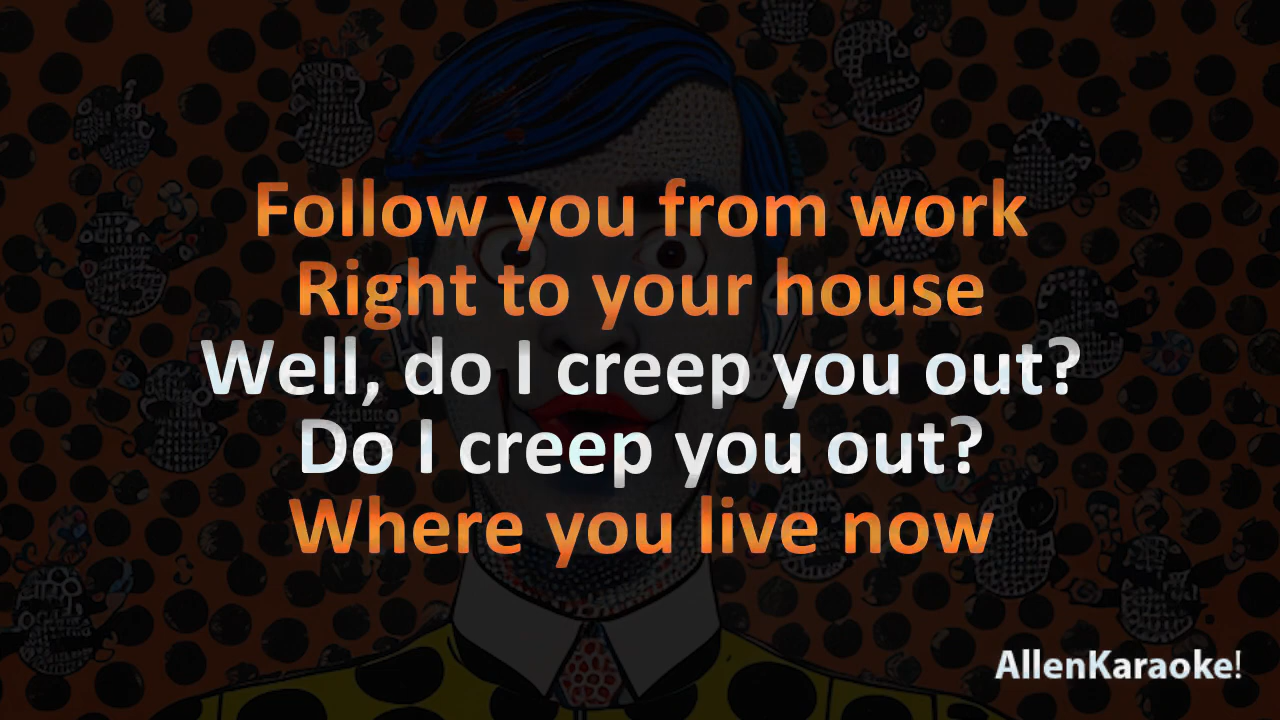 Follow you from work
Right to your house
Well, do I creep you out?
Do I creep you out?
Where you live now
AllenKaraoke!